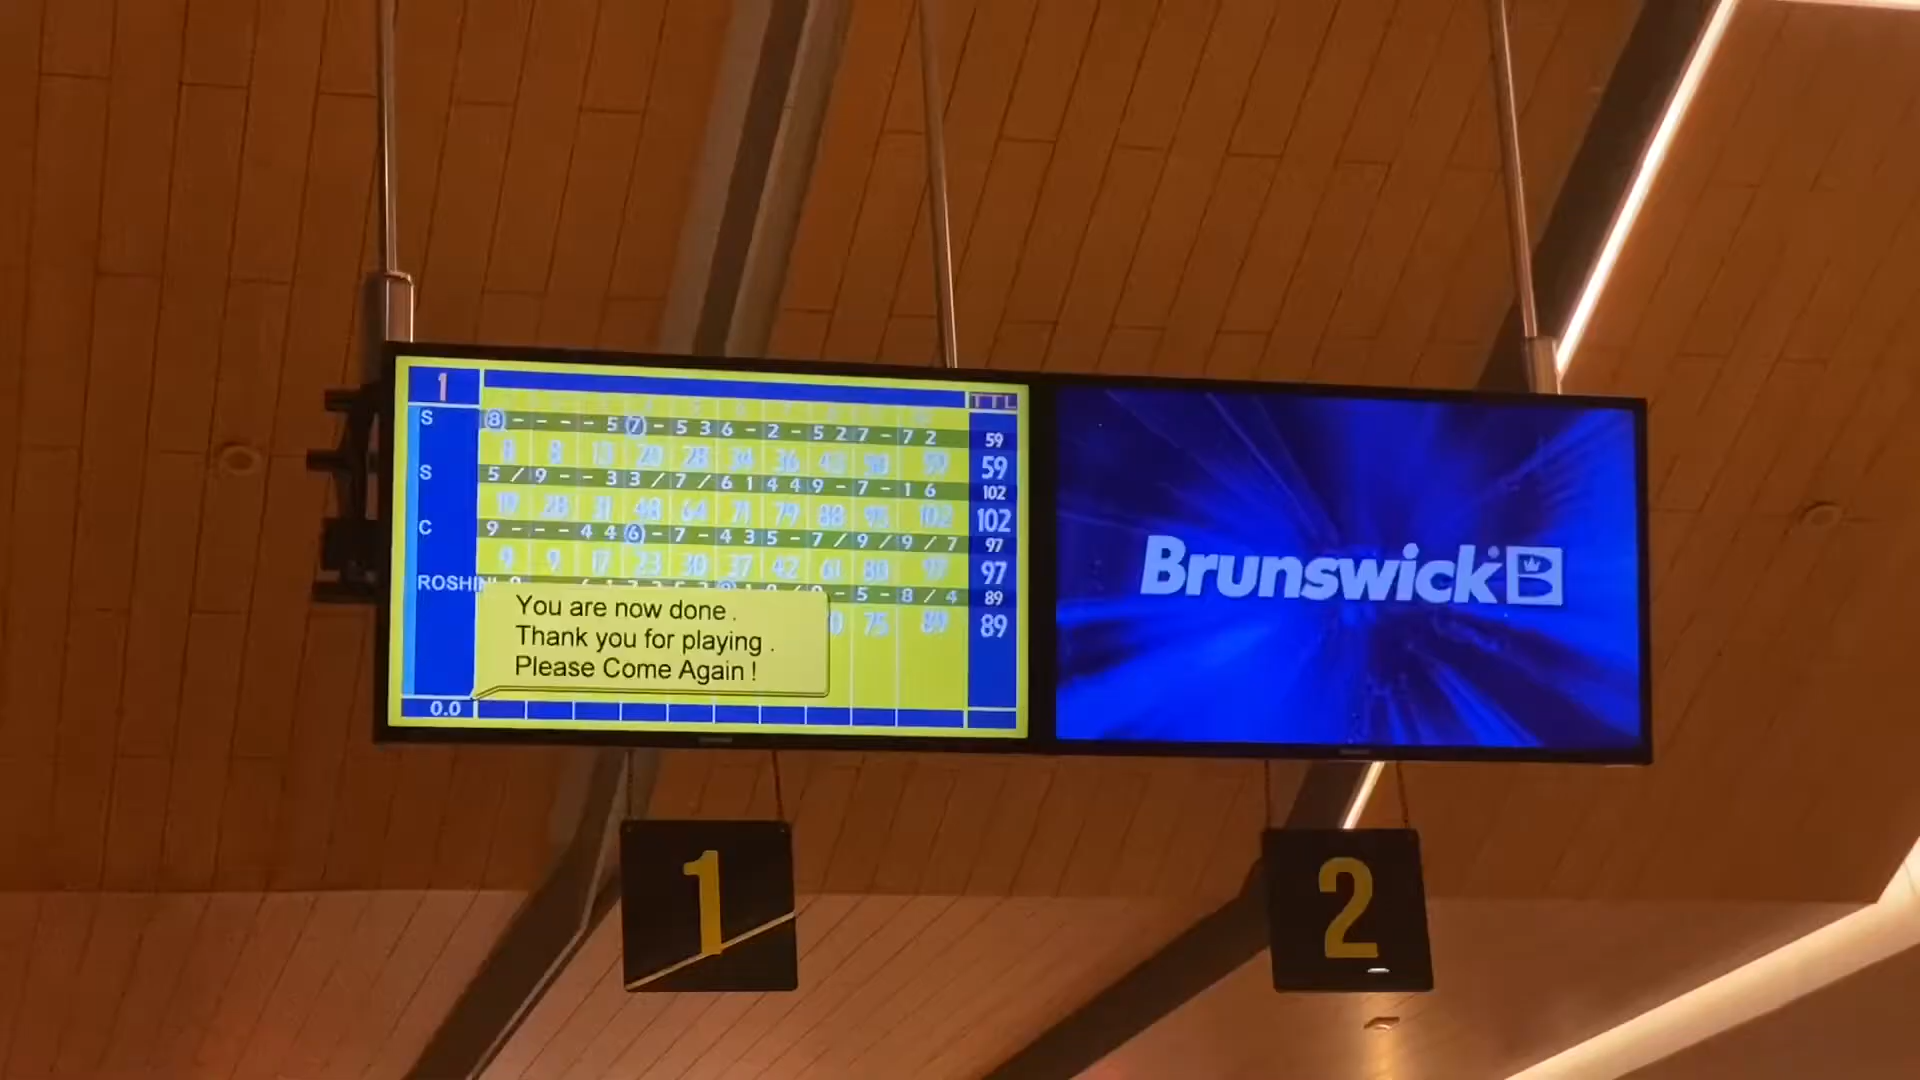 1
TTL
S (8) - - - - 5 (7) - 5 3 6 - 2 - 5 2 7 - 7 2 59
8 8 13 20 28 34 36 43 50 59 59
S 5 / 9 - - 3 3 / 7 / 6 1 4 4 9 - 7 - 1 6 102
19 28 31 48 64 71 79 88 95 102 102
C 9 - - - 4 4 (6) - 7 - 4 3 5 - 7 / 9 / 9 / 7 97
9 9 17 23 30 37 42 61 80 97 97
ROSHINI - 5 - 8 / 4 89
75 89 89
You are now done .
Thank you for playing .
Please Come Again !
0.0
Brunswick B
1
2